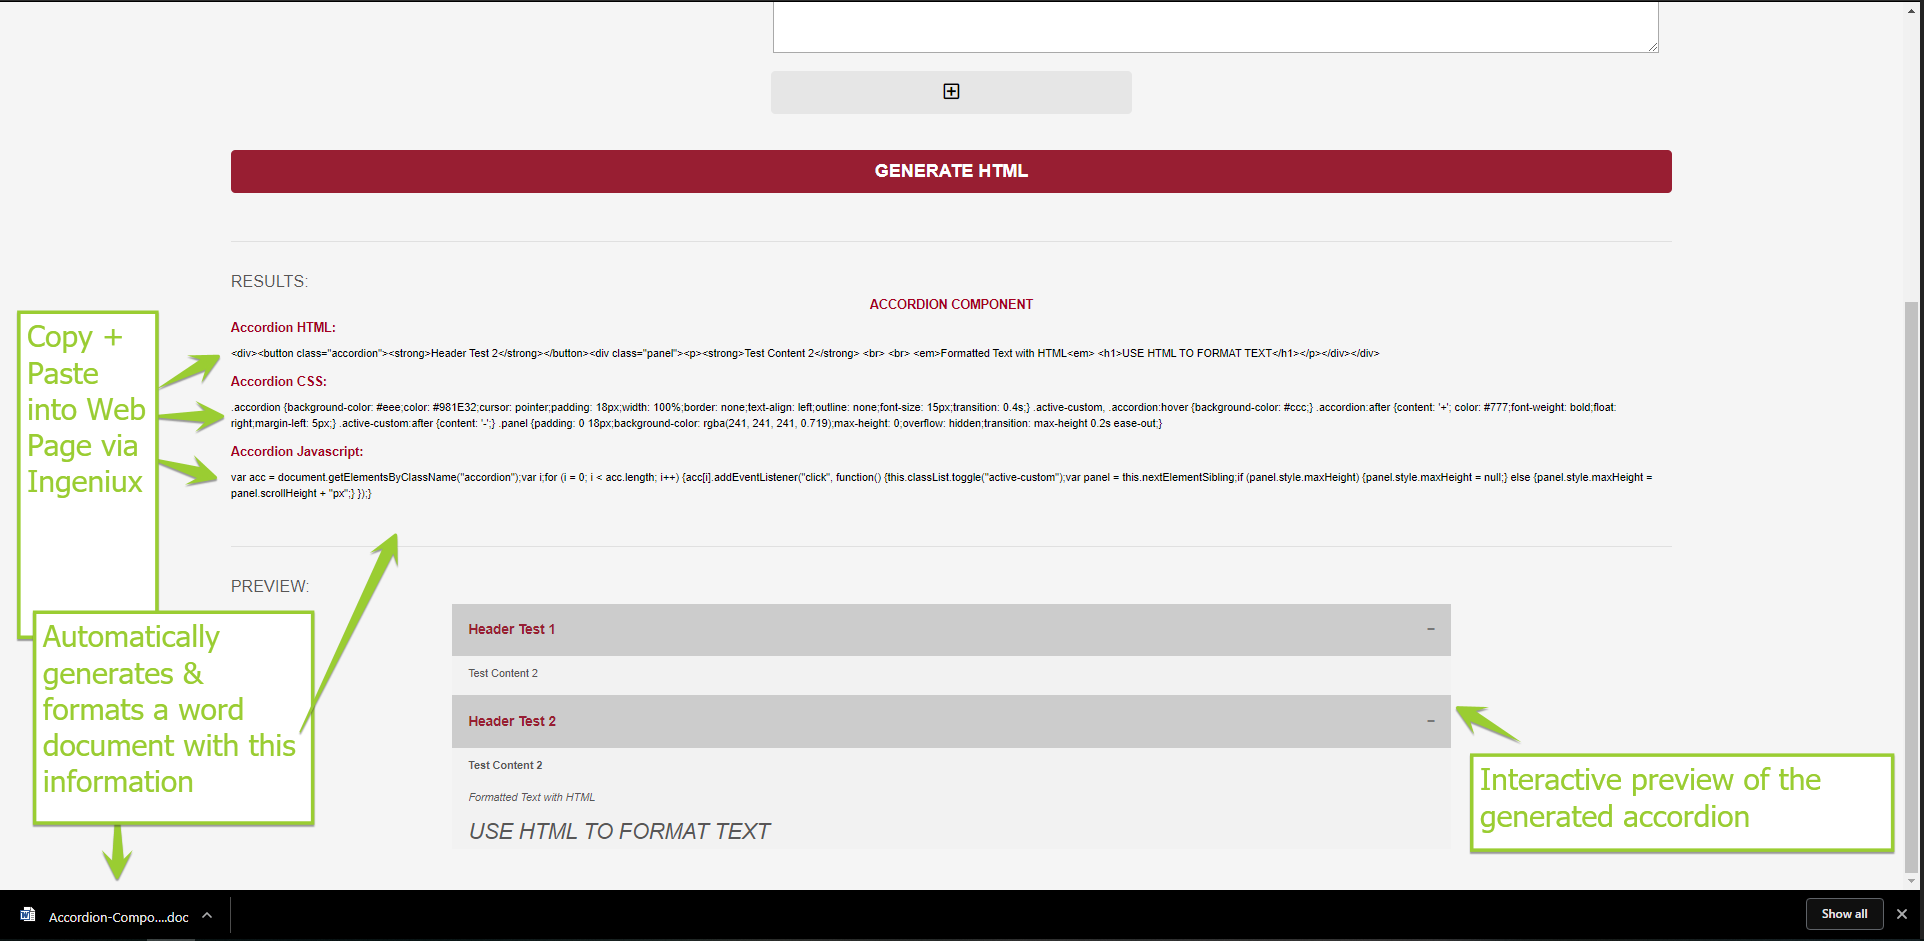 GENERATE HTML
RESULTS:
ACCORDION COMPONENT
Accordion HTML:
<div><button class="accordion"><strong>Header Test 2</strong></button><div class="panel"><p><strong>Test Content 2</strong> <br> <br> <em>Formatted Text with HTML<em> <h1>USE HTML TO FORMAT TEXT</h1></p></div></div>
Accordion CSS:
.accordion {background-color: #eee;color: #981E32;cursor: pointer;padding: 18px;width: 100%;border: none;text-align: left;outline: none;font-size: 15px;transition: 0.4s;} .active-custom, .accordion:hover {background-color: #ccc;} .accordion:after {content: '+'; color: #777;font-weight: bold;float:
right;margin-left: 5px;} .active-custom:after {content: '-';} .panel {padding: 0 18px;background-color: rgba(241, 241, 241, 0.719);max-height: 0;overflow: hidden;transition: max-height 0.2s ease-out;}
Accordion Javascript:
var acc = document.getElementsByClassName("accordion");var i;for (i = 0; i < acc.length; i++) {acc[i].addEventListener("click", function() {this.classList.toggle("active-custom");var panel = this.nextElementSibling;if (panel.style.maxHeight) {panel.style.maxHeight = null;} else {panel.style.maxHeight =
panel.scrollHeight + "px";} });}
Copy +
Paste
into Web
Page via
Ingeniux
PREVIEW:
Header Test 1 -
Test Content 2
Header Test 2 -
Test Content 2
Formatted Text with HTML
USE HTML TO FORMAT TEXT
Automatically
generates &
formats a word
document with this
information
Interactive preview of the
generated accordion
Accordion-Compo....doc
Show all